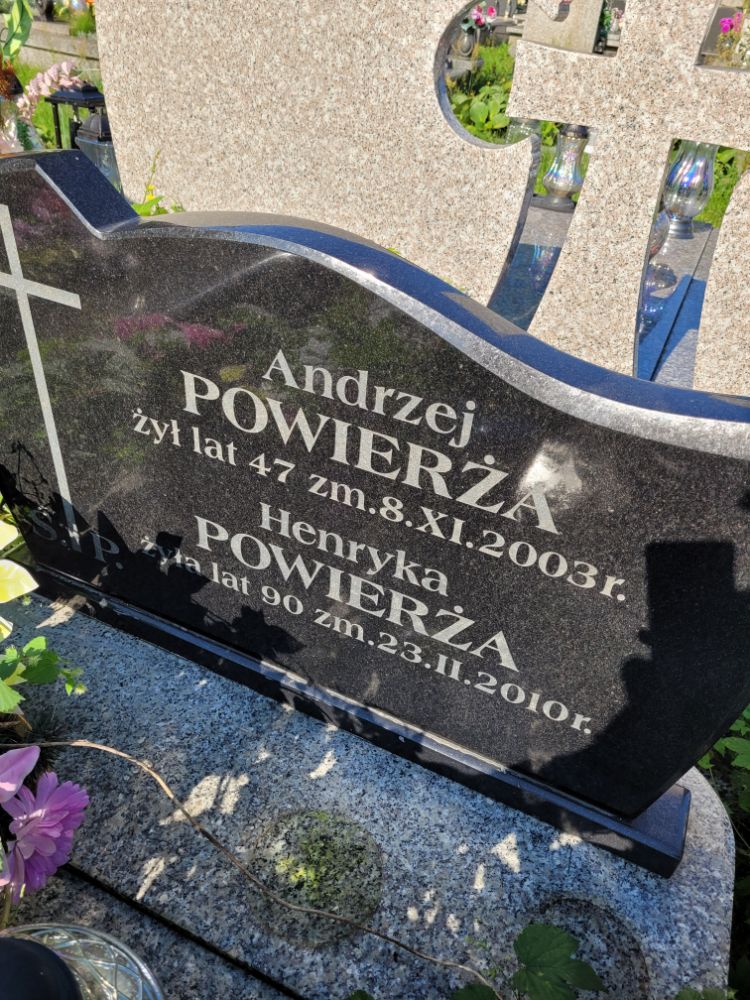 Andrzej
POWIERŻA
żył lat 47 zm.8.XI.2003r.
Henryka
POWIERŻA
żyła lat 90 zm.23.II.2010r.
Ś. P.